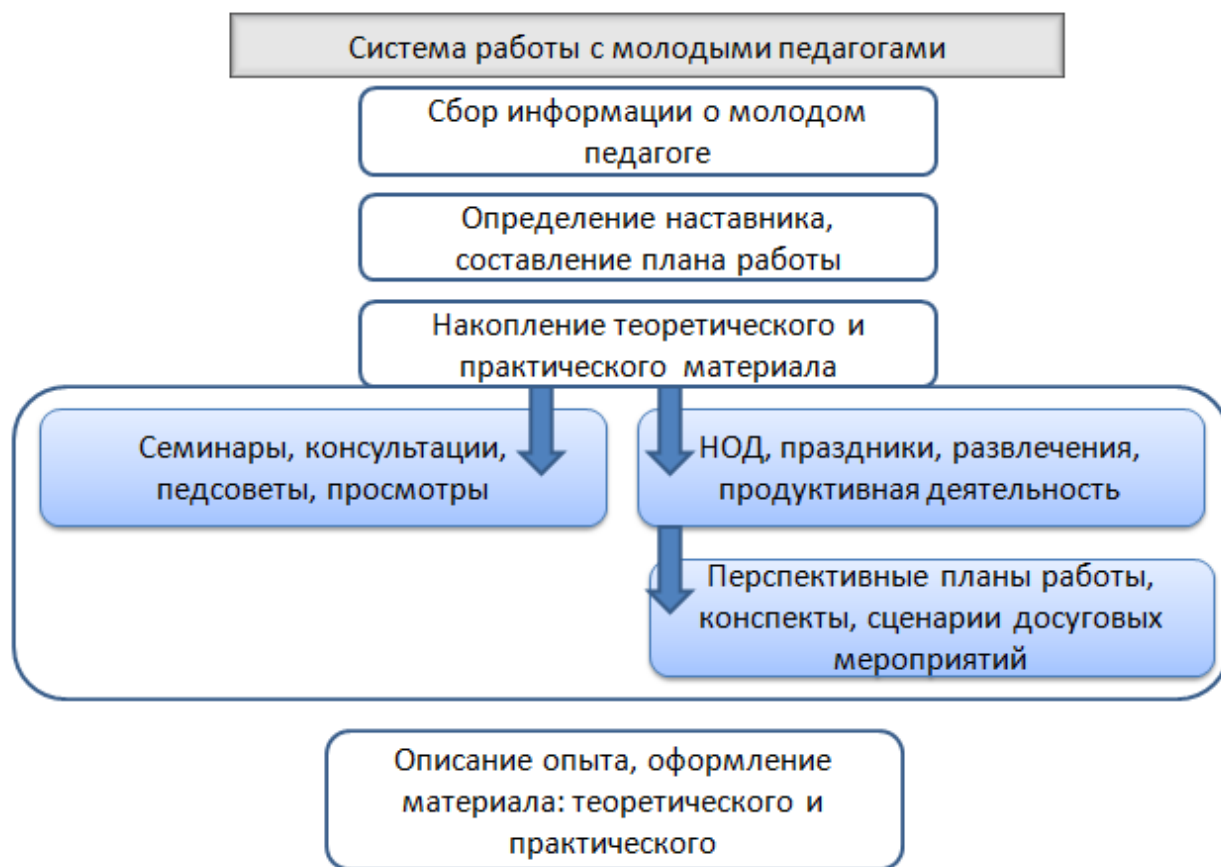 Система работы с молодыми педагогами
Сбор информации о молодом
педагоге
Определение наставника,
составление плана работы
Накопление теоретического и
практического материала
Семинары, консультации,
педсоветы, просмотры
НОД, праздники, развлечения,
продуктивная деятельность
Перспективные планы работы,
конспекты, сценарии досуговых
мероприятий
Описание опыта, оформление
материала: теоретического и
практического